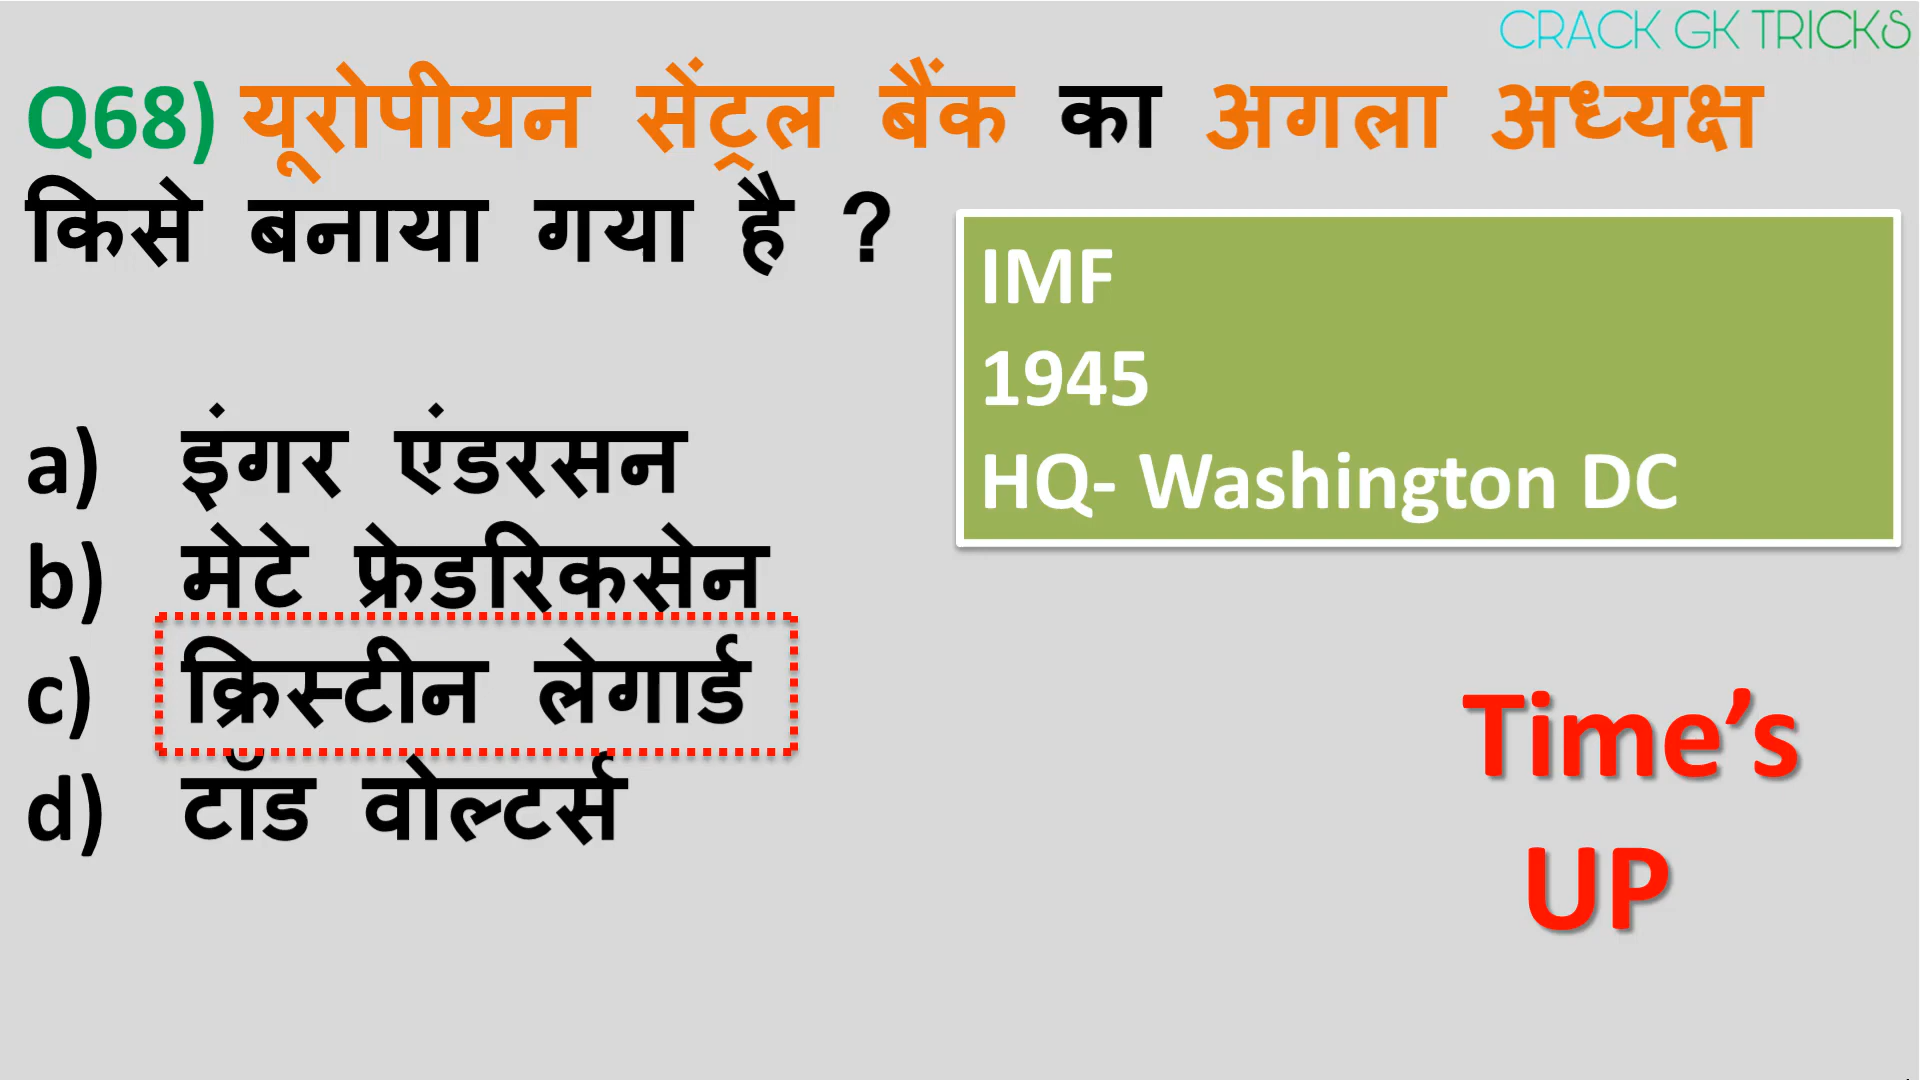 CRACK GK TRICKS
Q68) यूरोपीयन सेंट्रल बैंक का अगला अध्यक्ष
किसे बनाया गया है ?
IMF
1945
HQ- Washington DC
a) इंगर एंडरसन
b) मेटे फ्रेडरिकसेन
c) क्रिस्टीन लेगार्ड
d) टॉड वोल्टर्स
Time’s
UP